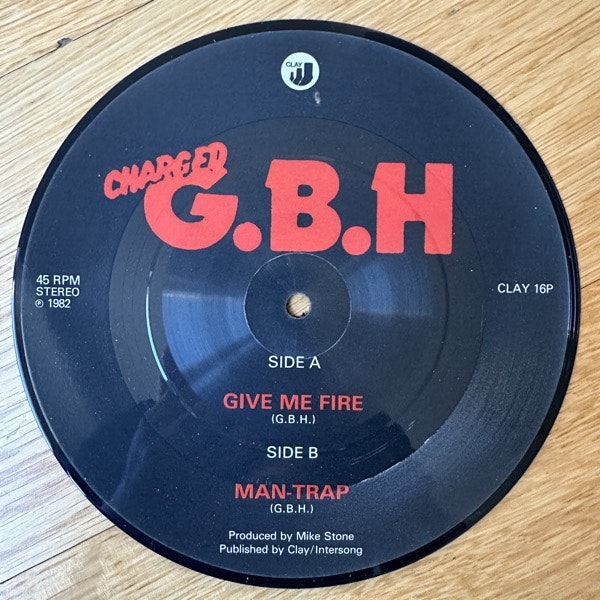 CLAY
CHARGED
G.B.H
45 RPM
STEREO
℗ 1982
CLAY 16P
SIDE A
GIVE ME FIRE
(G.B.H.)
SIDE B
MAN-TRAP
(G.B.H.)
Produced by Mike Stone
Published by Clay/Intersong